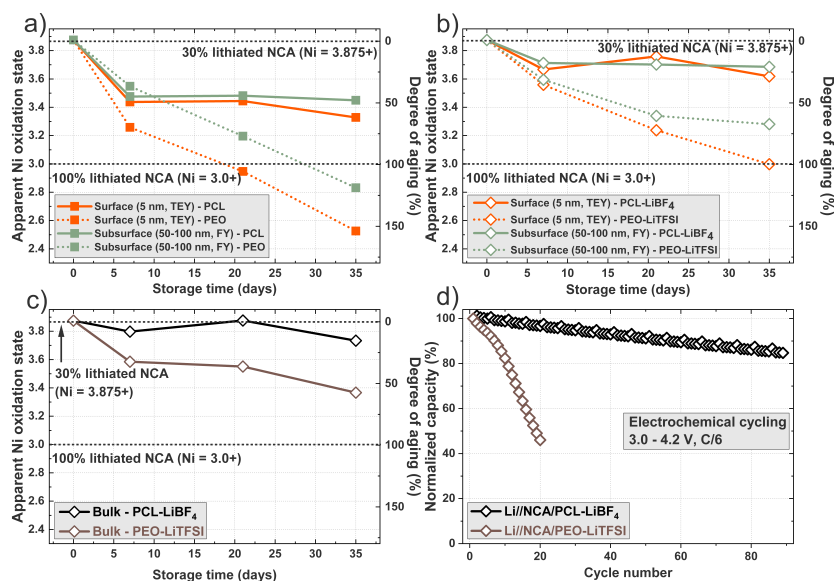 a)
3.8
3.6
3.4
3.2
3.0
2.8
2.6
2.4
Apparent Ni oxidation state
30% lithiated NCA (Ni = 3.875+)
100% lithiated NCA (Ni = 3.0+)
Surface (5 nm, TEY) - PCL
Surface (5 nm, TEY) - PEO
Subsurface (50-100 nm, FY) - PCL
Subsurface (50-100 nm, FY) - PEO
0
50
100
150
Degree of aging (%)
0 5 10 15 20 25 30 35
Storage time (days)
b)
3.8
3.6
3.4
3.2
3.0
2.8
2.6
2.4
Apparent Ni oxidation state
30% lithiated NCA (Ni = 3.875+)
100% lithiated NCA (Ni = 3.0+)
Surface (5 nm, TEY) - PCL-LiBF₄
Surface (5 nm, TEY) - PEO-LiTFSI
Subsurface (50-100 nm, FY) - PCL-LiBF₄
Subsurface (50-100 nm, FY) - PEO-LiTFSI
0
50
100
150
Degree of aging (%)
0 5 10 15 20 25 30 35
Storage time (days)
c)
3.8
3.6
3.4
3.2
3.0
2.8
2.6
2.4
Apparent Ni oxidation state
30% lithiated NCA
(Ni = 3.875+)
100% lithiated NCA (Ni = 3.0+)
Bulk - PCL-LiBF₄
Bulk - PEO-LiTFSI
0
50
100
150
Degree of aging (%)
0 5 10 15 20 25 30 35
Storage time (days)
d)
100
80
60
40
20
0
Normalized capacity (%)
Electrochemical cycling
3.0 - 4.2 V, C/6
Li//NCA/PCL-LiBF₄
Li//NCA/PEO-LiTFSI
0 20 40 60 80
Cycle number